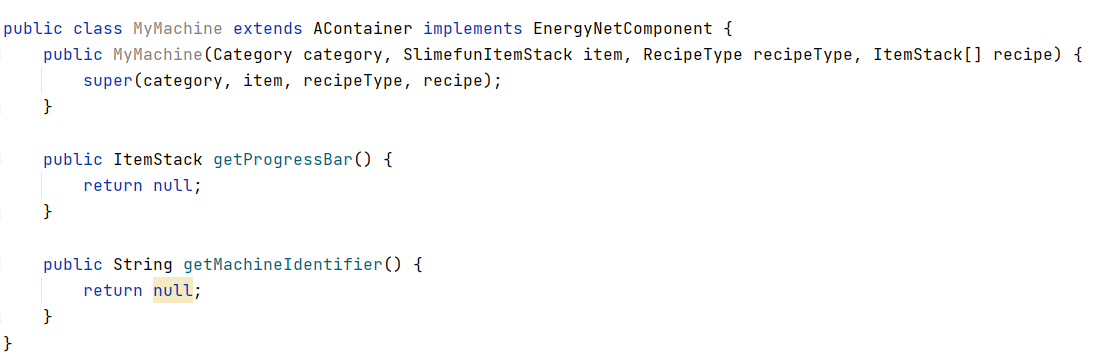 public class MyMachine extends AContainer implements EnergyNetComponent {
    public MyMachine(Category category, SlimefunItemStack item, RecipeType recipeType, ItemStack[] recipe) {
        super(category, item, recipeType, recipe);
    }

    public ItemStack getProgressBar() {
        return null;
    }

    public String getMachineIdentifier() {
        return null;
    }
}